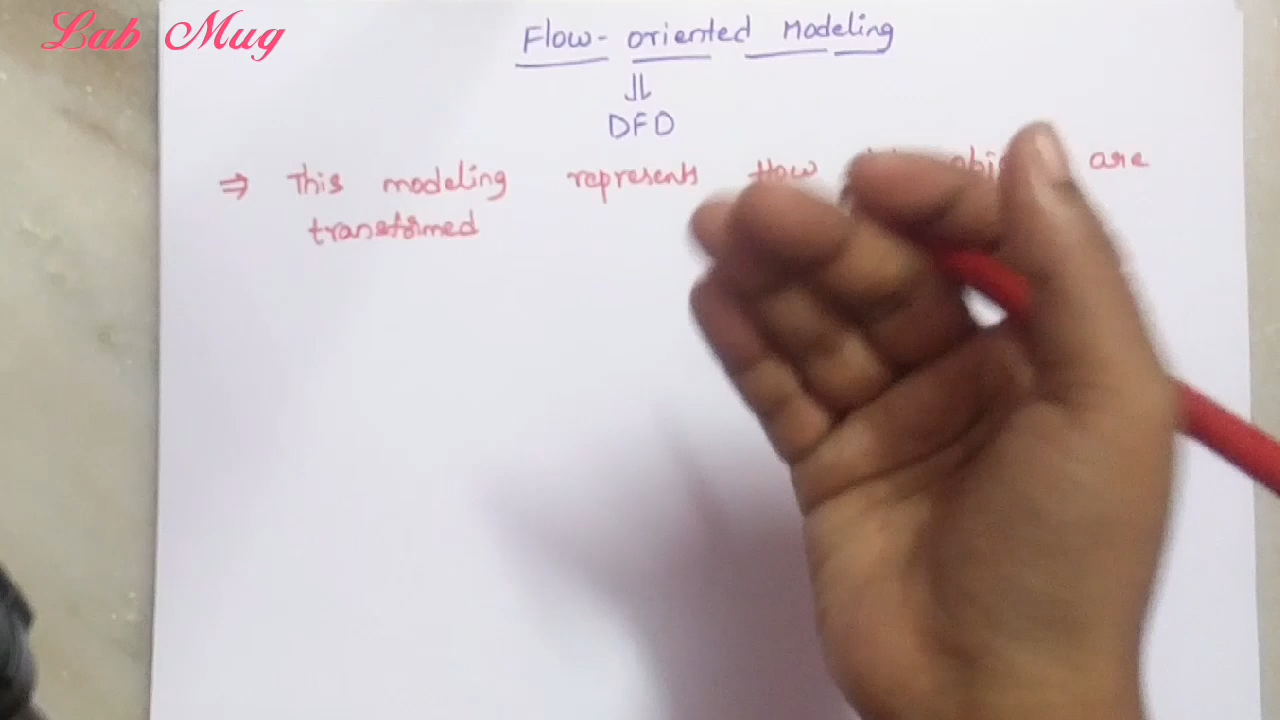 Lab Mug
Flow-oriented Modeling
DFD
⇒ This modeling represents How are
transformed